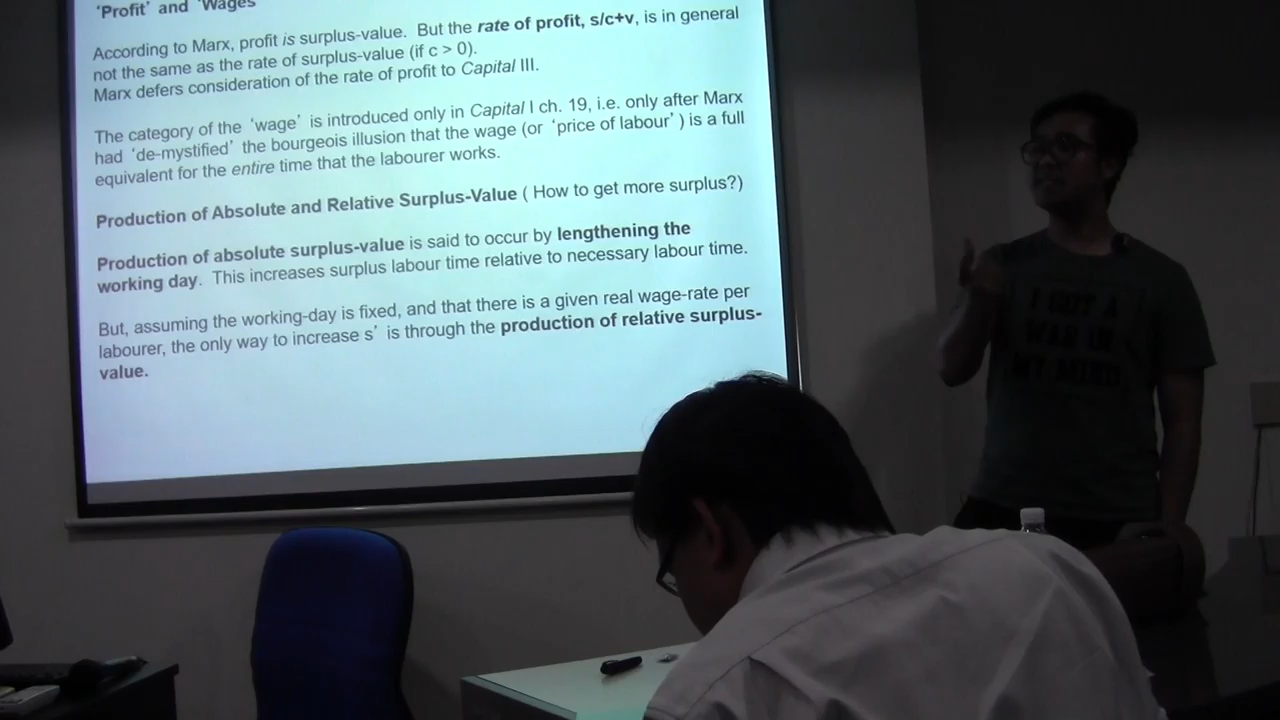 'Profit' and 'Wages
According to Marx, profit is surplus-value. But the rate of profit, s/c+v, is in general
not the same as the rate of surplus-value (if c > 0).
Marx defers consideration of the rate of profit to Capital III.
The category of the 'wage' is introduced only in Capital I ch. 19, i.e. only after Marx
had 'de-mystified' the bourgeois illusion that the wage (or 'price of labour') is a full
equivalent for the entire time that the labourer works.
Production of Absolute and Relative Surplus-Value ( How to get more surplus?)
Production of absolute surplus-value is said to occur by lengthening the
working day. This increases surplus labour time relative to necessary labour time.
But, assuming the working-day is fixed, and that there is a given real wage-rate per
labourer, the only way to increase s' is through the production of relative surplus-
value.
I GOT A
WAR IN
MY MIND